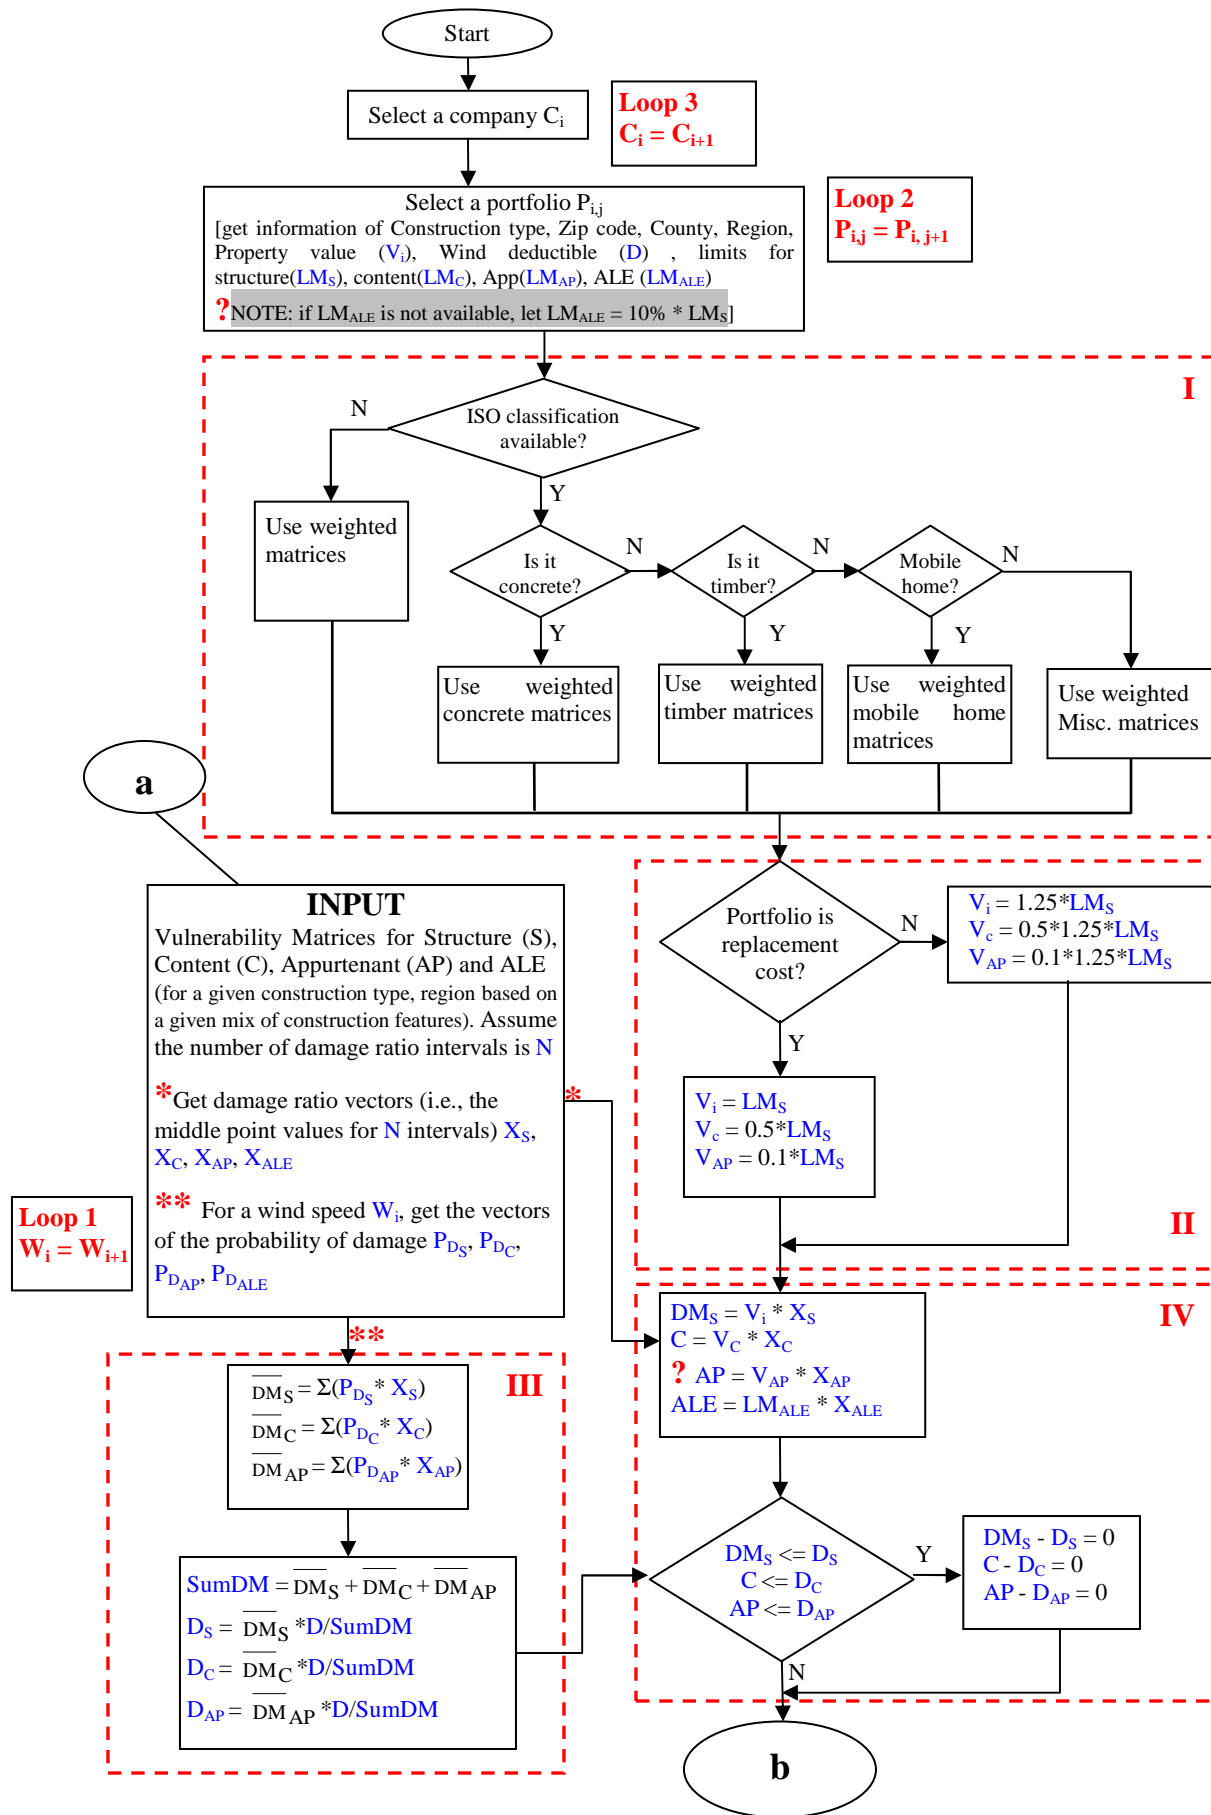 Start
Select a company Ci
Loop 3
Ci = Ci+1
Select a portfolio Pi,j
[get information of Construction type, Zip code, County, Region,
Property value (Vi), Wind deductible (D) , limits for
structure(LMS), content(LMC), App(LMAP), ALE (LMALE)
?NOTE: if LMALE is not available, let LMALE = 10% * LMS]
Loop 2
Pi,j = Pi, j+1
I
ISO classification
available?
N
Y
Use weighted
matrices
Is it
concrete?
N
Y
Is it
timber?
N
Y
Mobile
home?
N
Y
Use weighted
concrete matrices
Use weighted
timber matrices
Use weighted
mobile home
matrices
Use weighted
Misc. matrices
a
INPUT
Vulnerability Matrices for Structure (S),
Content (C), Appurtenant (AP) and ALE
(for a given construction type, region based on
a given mix of construction features). Assume
the number of damage ratio intervals is N
*Get damage ratio vectors (i.e., the
middle point values for N intervals) XS,
XC, XAP, XALE
** For a wind speed Wi, get the vectors
of the probability of damage PDS, PDC,
PDAP, PDALE
*
**
Loop 1
Wi = Wi+1
Portfolio is
replacement
cost?
N
Y
Vi = 1.25*LMS
Vc = 0.5*1.25*LMS
VAP = 0.1*1.25*LMS
Vi = LMS
Vc = 0.5*LMS
VAP = 0.1*LMS
II
III
DMS = Σ(PDS* XS)
DMC = Σ(PDC* XC)
DMAP = Σ(PDAP* XAP)
SumDM = DMS + DMC + DMAP
DS = DMS *D/SumDM
DC = DMC *D/SumDM
DAP = DMAP *D/SumDM
IV
DMS = Vi * XS
C = VC * XC
? AP = VAP * XAP
ALE = LMALE * XALE
DMS <= DS
C <= DC
AP <= DAP
Y
N
DMS - DS = 0
C - DC = 0
AP - DAP = 0
b